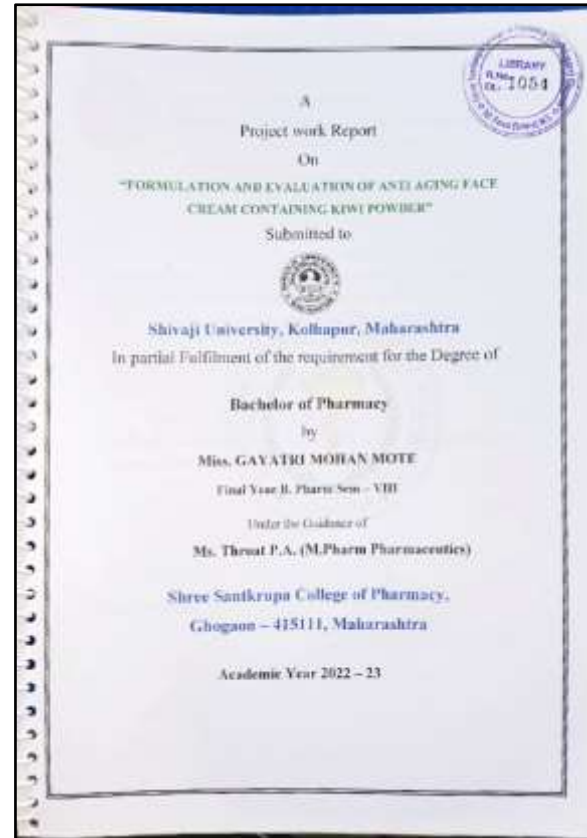 LIBRARY
1054
A
Project work Report
On
"FORMULATION AND EVALUATION OF ANTI AGING FACE
CREAM CONTAINING KIWI POWDER"
Submitted to
Shivaji University, Kolhapur, Maharashtra
In partial Fulfilment of the requirement for the Degree of
Bachelor of Pharmacy
by
Miss. GAYATRI MOHAN MOTE
Final Year B. Pharm Sem – VIII
Under the Guidance of
Ms. Throat P.A. (M.Pharm Pharmaceutics)
Shree Santkrupa College of Pharmacy,
Ghogaon – 415111, Maharashtra
Academic Year 2022 – 23